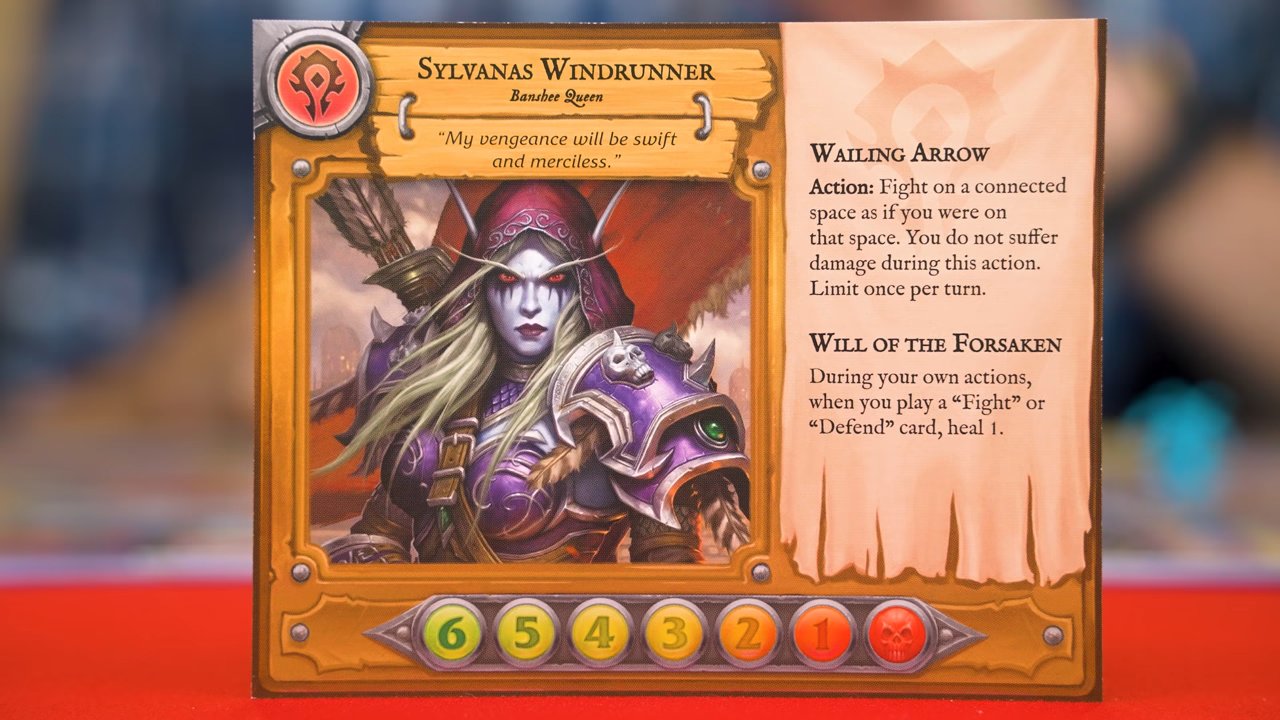 Sylvanas Windrunner
Banshee Queen
“My vengeance will be swift
and merciless.”
Wailing Arrow
Action: Fight on a connected
space as if you were on
that space. You do not suffer
damage during this action.
Limit once per turn.
Will of the Forsaken
During your own actions,
when you play a “Fight” or
“Defend” card, heal 1.
6 5 4 3 2 1